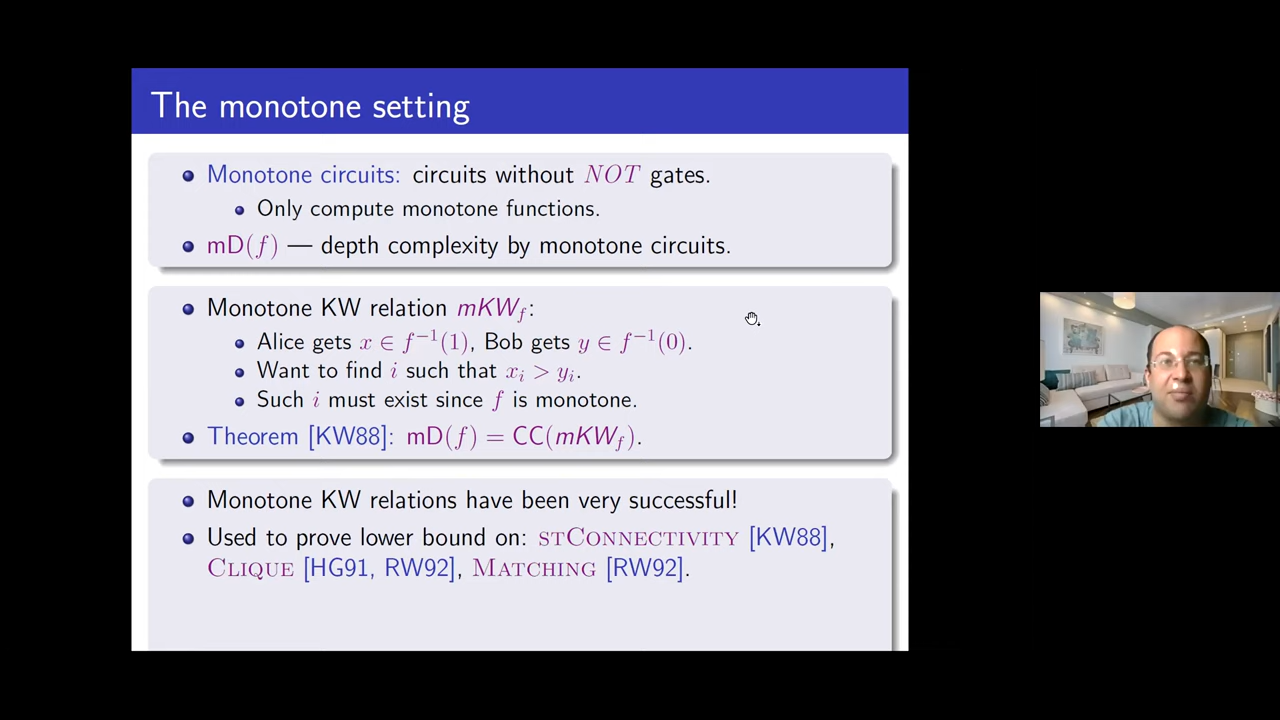 The monotone setting
Monotone circuits: circuits without NOT gates.
Only compute monotone functions.
mD(f) — depth complexity by monotone circuits.
Monotone KW relation mKW_f:
Alice gets x ∈ f⁻¹(1), Bob gets y ∈ f⁻¹(0).
Want to find i such that x_i > y_i.
Such i must exist since f is monotone.
Theorem [KW88]: mD(f) = CC(mKW_f).
Monotone KW relations have been very successful!
Used to prove lower bound on: STCONNECTIVITY [KW88],
CLIQUE [HG91, RW92], MATCHING [RW92].